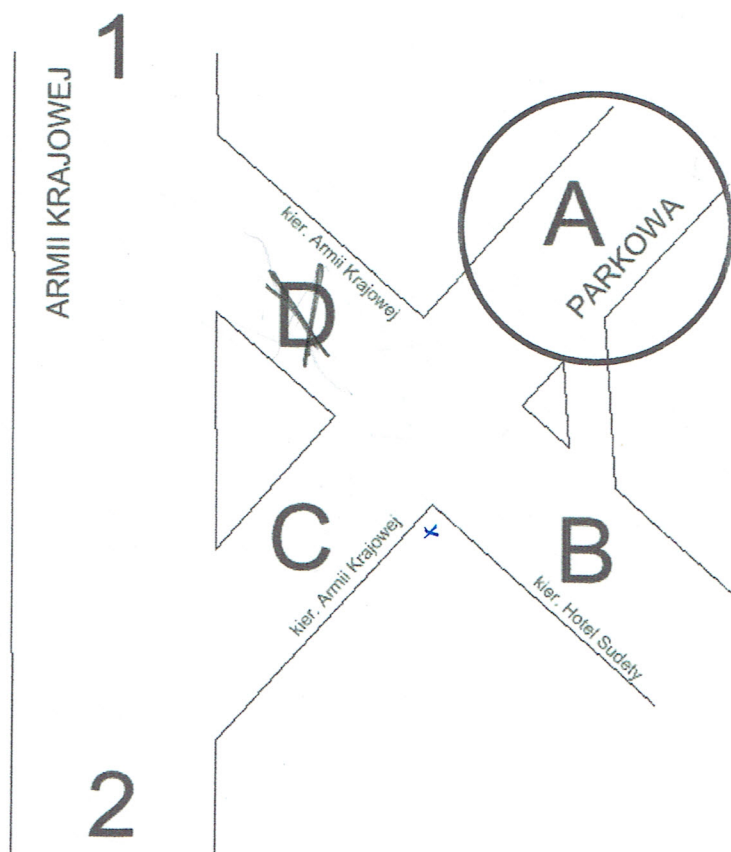 1
ARMII KRAJOWEJ
A
PARKOWA
kier. Armii Krajowej
D
C
kier. Armii Krajowej
x
B
kier. Hotel Sudety
2